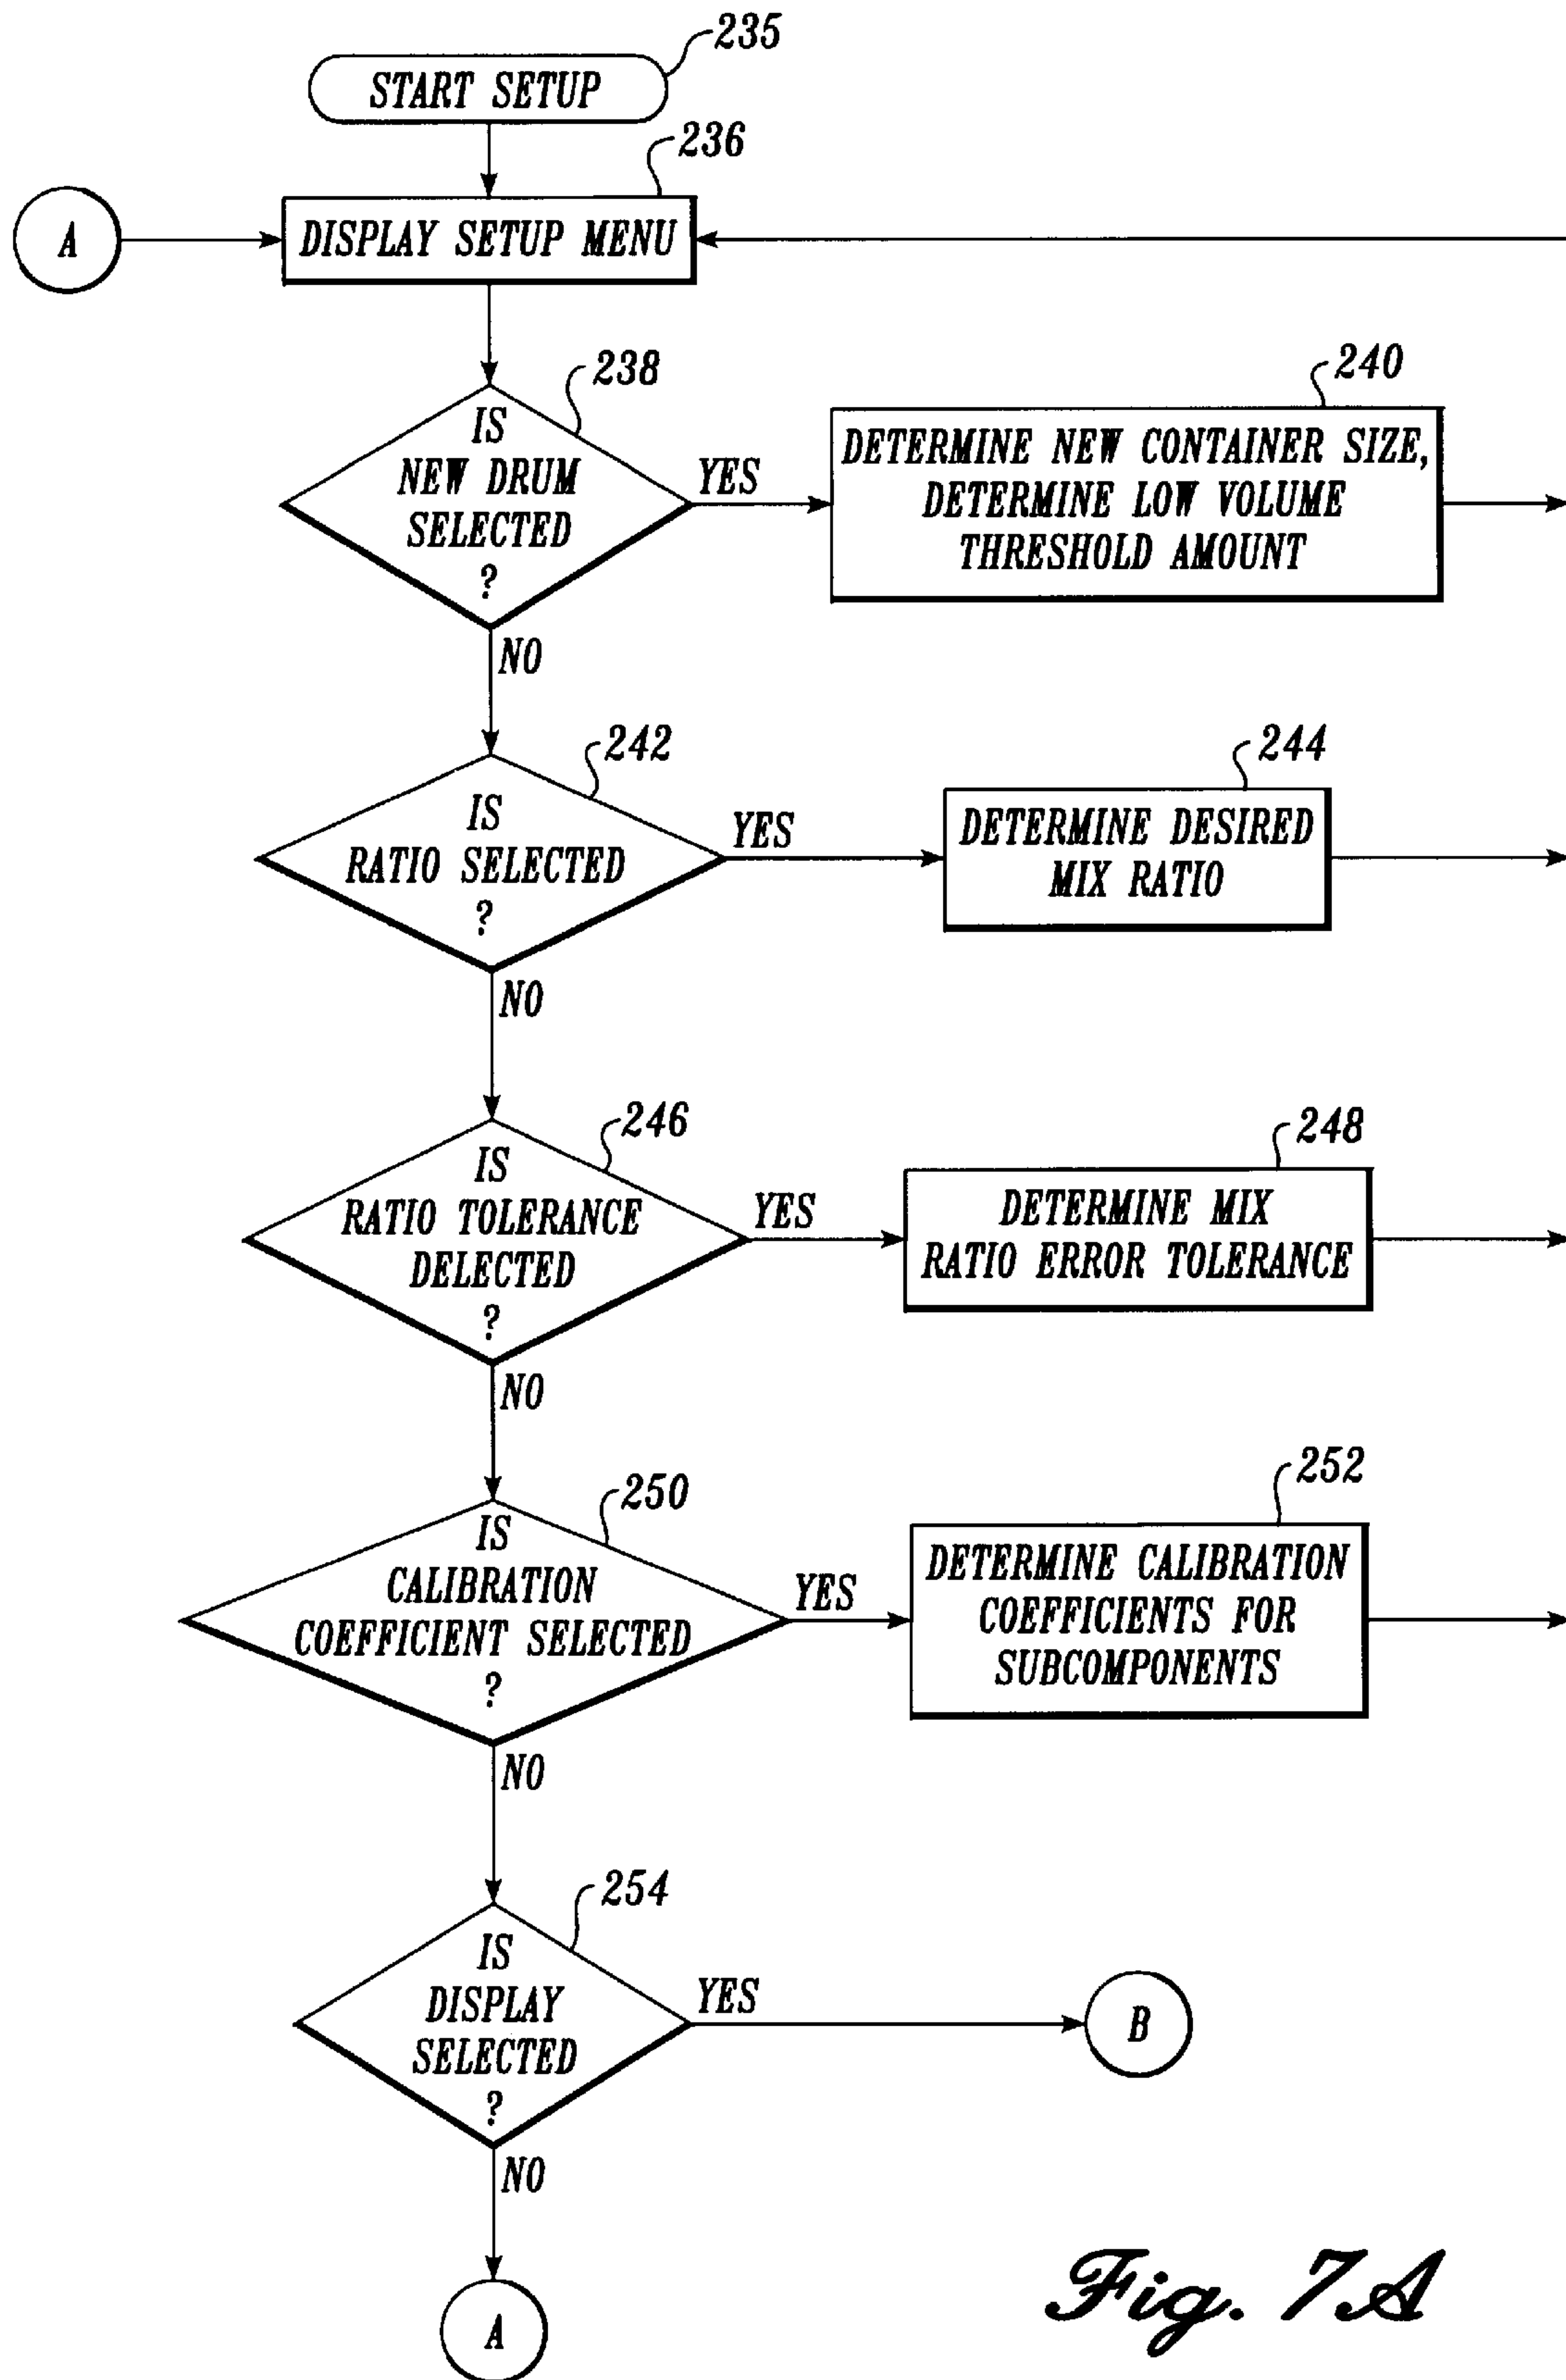 235
START SETUP
236
A
DISPLAY SETUP MENU
238
IS
NEW DRUM
SELECTED
?
YES
240
DETERMINE NEW CONTAINER SIZE,
DETERMINE LOW VOLUME
THRESHOLD AMOUNT
NO
242
IS
RATIO SELECTED
?
YES
244
DETERMINE DESIRED
MIX RATIO
NO
246
IS
RATIO TOLERANCE
DELECTED
?
YES
248
DETERMINE MIX
RATIO ERROR TOLERANCE
NO
250
IS
CALIBRATION
COEFFICIENT SELECTED
?
YES
252
DETERMINE CALIBRATION
COEFFICIENTS FOR
SUBCOMPONENTS
NO
254
IS
DISPLAY
SELECTED
?
YES
B
NO
A
Fig. 7A